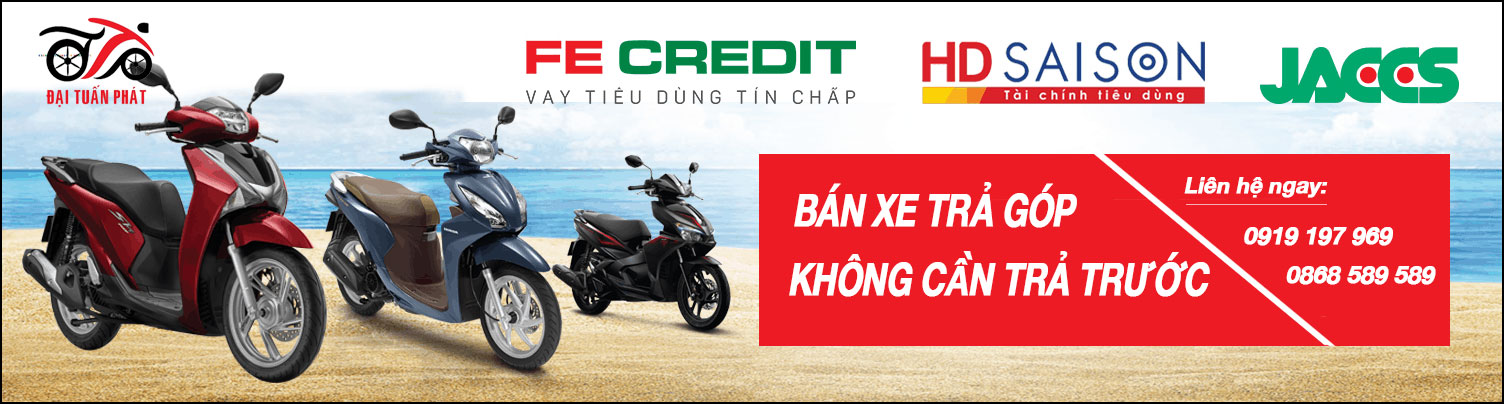 ĐẠI TUẤN PHÁT
FE CREDIT
VAY TIÊU DÙNG TÍN CHẤP
HD SAISON
Tài chính tiêu dùng
JACCS
BÁN XE TRẢ GÓP
KHÔNG CẦN TRẢ TRƯỚC
Liên hệ ngay:
0919 197 969
0868 589 589